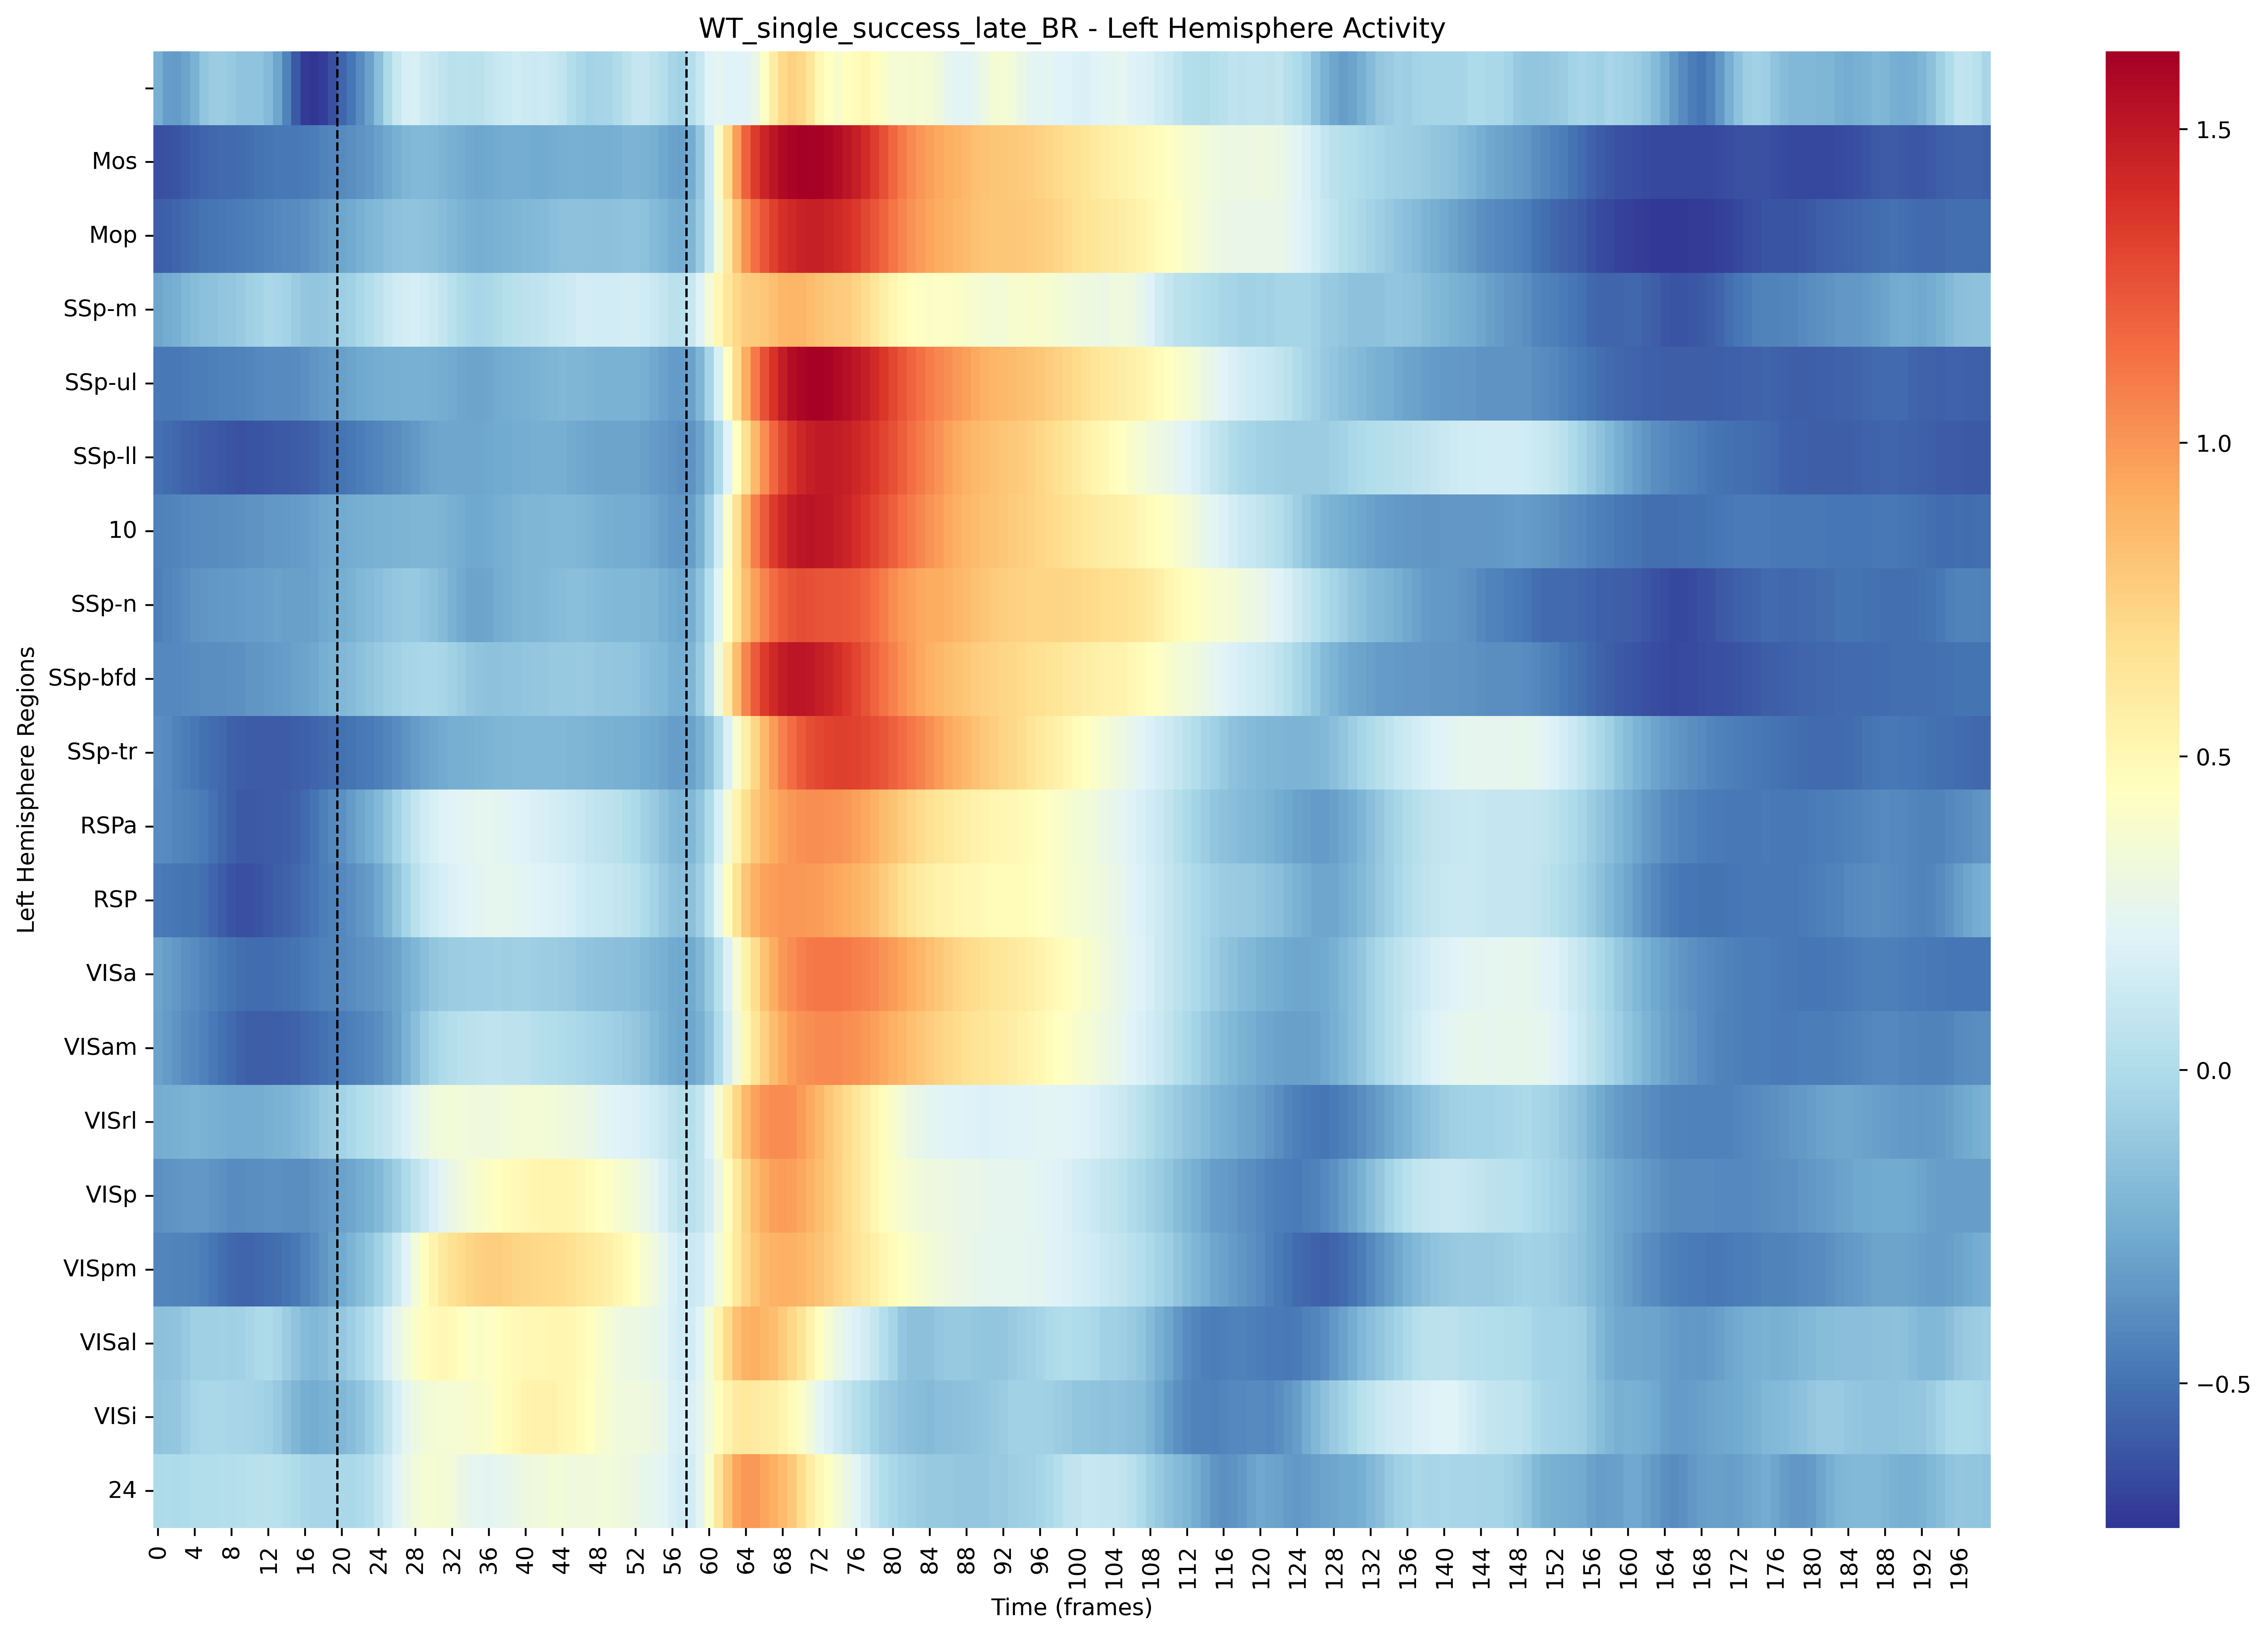 WT_single_success_late_BR - Left Hemisphere Activity
Left Hemisphere Regions
Mos
Mop
SSp-m
SSp-ul
SSp-ll
10
SSp-n
SSp-bfd
SSp-tr
RSPa
RSP
VISa
VISam
VISrl
VISp
VISpm
VISal
VISi
24
0 4 8 12 16 20 24 28 32 36 40 44 48 52 56 60 64 68 72 76 80 84 88 92 96 100 104 108 112 116 120 124 128 132 136 140 144 148 152 156 160 164 168 172 176 180 184 188 192 196
Time (frames)
1.5
1.0
0.5
0.0
−0.5